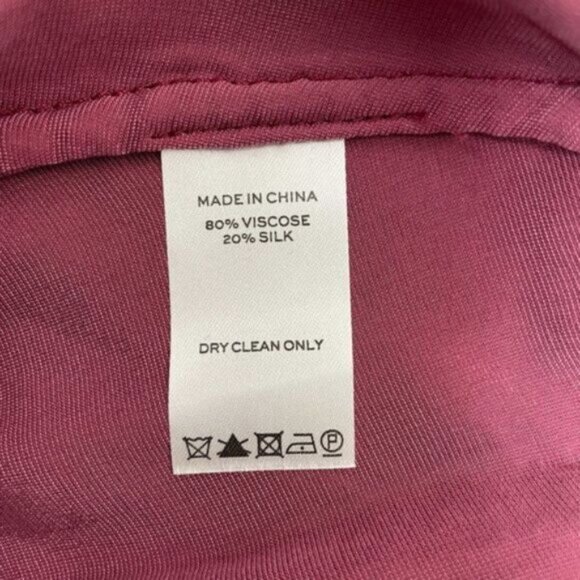 MADE IN CHINA
80% VISCOSE
20% SILK
DRY CLEAN ONLY
P